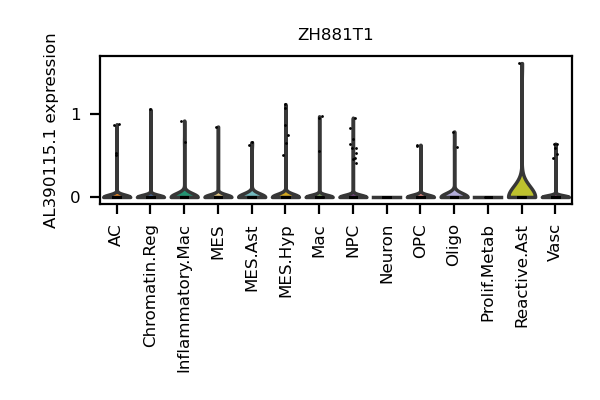 ZH881T1
AL390115.1 expression
1
0
AC
Chromatin.Reg
Inflammatory.Mac
MES
MES.Ast
MES.Hyp
Mac
NPC
Neuron
OPC
Oligo
Prolif.Metab
Reactive.Ast
Vasc